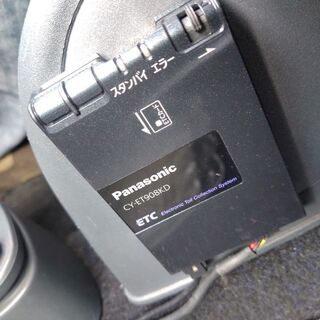 スタンバイ エラー
Panasonic
CY-ET908KD
ETC Electronic Toll Collection System